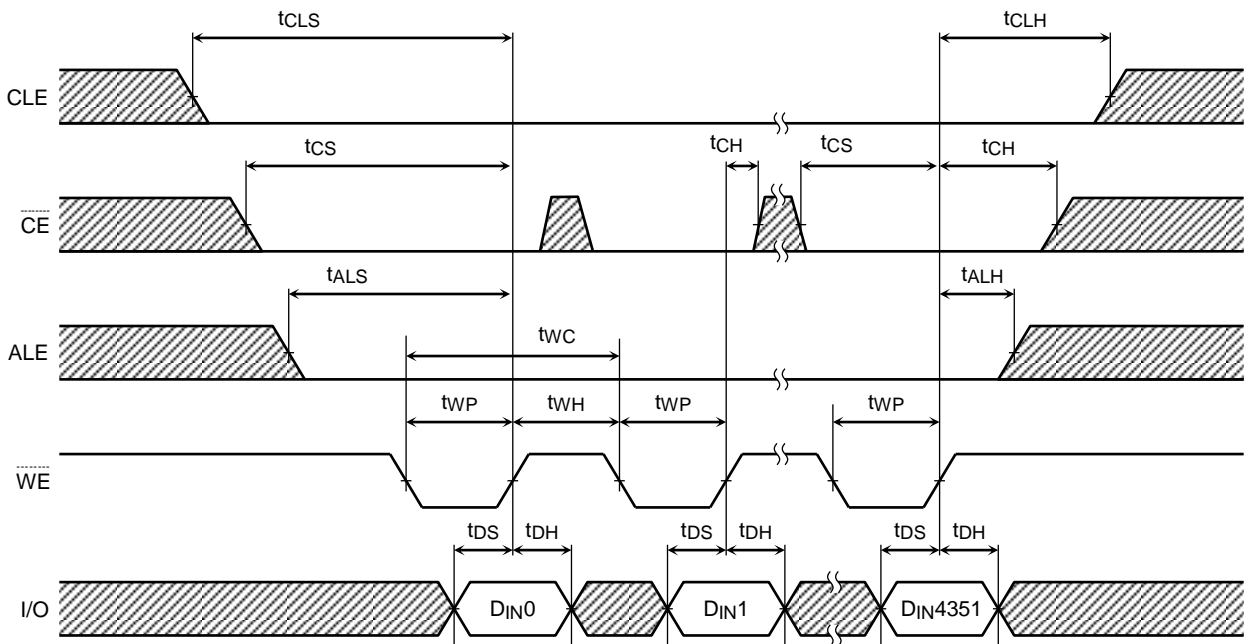 tCLS tCLH
CLE
tCS tCH tCS tCH
CE
tALS tALH
ALE
tWC
tWP tWH tWP tWP
WE
tDS tDH tDS tDH tDS tDH
I/O DIN0 DIN1 DIN4351